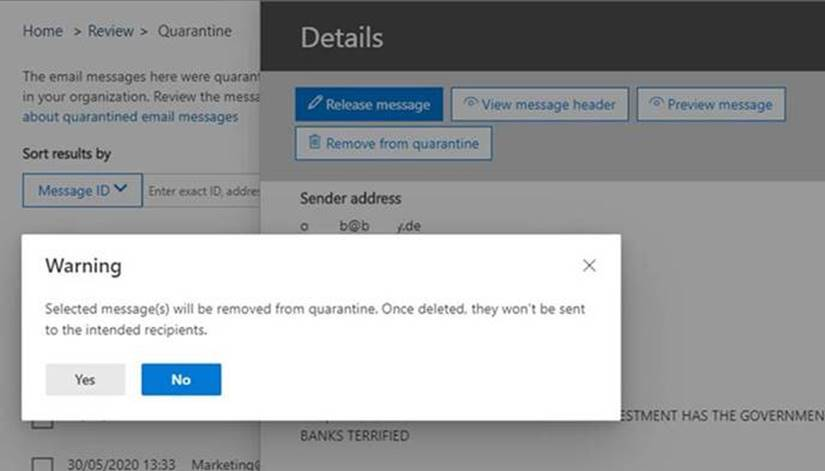 Home > Review > Quarantine
The email messages here were quaran
in your organization. Review the messa
about quarantined email messages
Sort results by
Message ID
Enter exact ID, addre
Details
Release message
View message header
Preview message
Remove from quarantine
Sender address
o b@b y.de
Warning
Selected message(s) will be removed from quarantine. Once deleted, they won't be sent
to the intended recipients.
Yes
No
ESTMENT HAS THE GOVERNMEN
BANKS TERRIFIED
30/05/2020 13:33 Marketing@